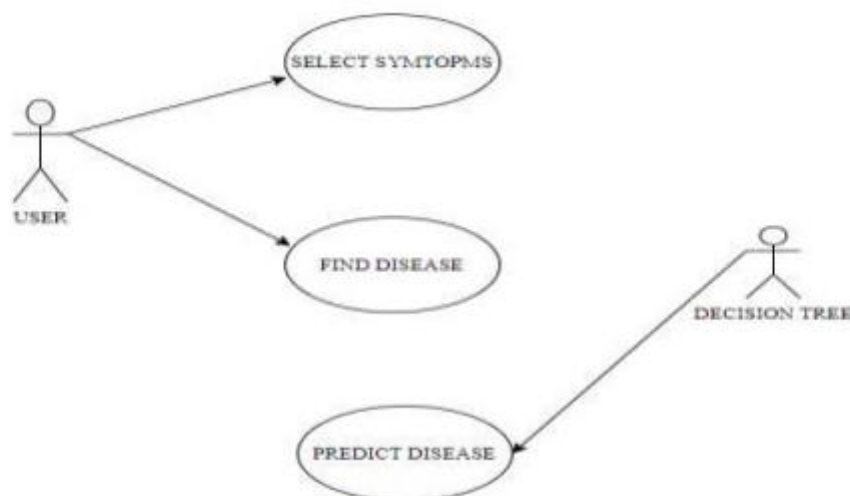 SELECT SYMTOPMS
USER
FIND DISEASE
DECISION TREE
PREDICT DISEASE